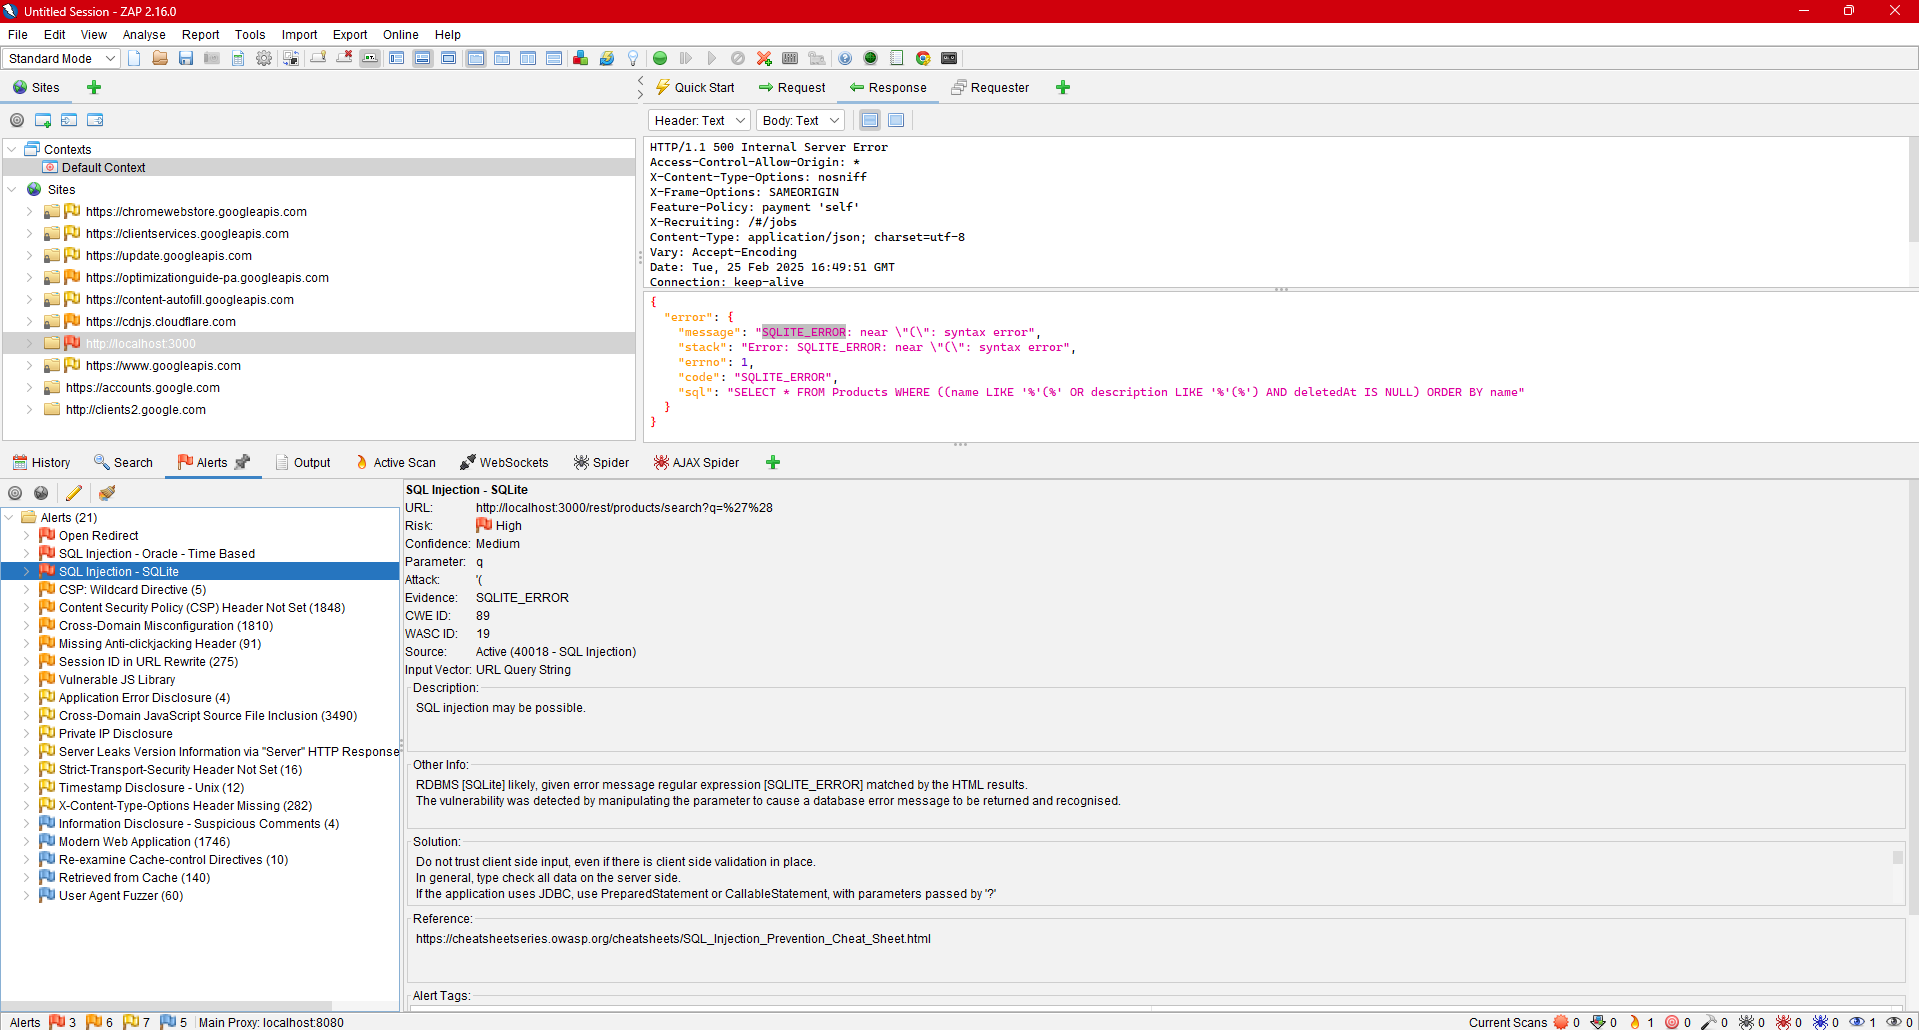 Untitled Session - ZAP 2.16.0
File Edit View Analyse Report Tools Import Export Online Help
Standard Mode
Sites
Quick Start Request Response Requester
Header: Text Body: Text
Contexts
Default Context
Sites
https://chromewebstore.googleapis.com
https://clientservices.googleapis.com
https://update.googleapis.com
https://optimizationguide-pa.googleapis.com
https://content-autofill.googleapis.com
https://cdnjs.cloudflare.com
http://localhost:3000
https://www.googleapis.com
https://accounts.google.com
http://clients2.google.com
HTTP/1.1 500 Internal Server Error
Access-Control-Allow-Origin: *
X-Content-Type-Options: nosniff
X-Frame-Options: SAMEORIGIN
Feature-Policy: payment 'self'
X-Recruiting: /#/jobs
Content-Type: application/json; charset=utf-8
Vary: Accept-Encoding
Date: Tue, 25 Feb 2025 16:49:51 GMT
Connection: keep-alive
{
"error": {
"message": "SQLITE_ERROR: near \"(\": syntax error",
"stack": "Error: SQLITE_ERROR: near \"(\": syntax error",
"errno": 1,
"code": "SQLITE_ERROR",
"sql": "SELECT * FROM Products WHERE ((name LIKE '%'(%' OR description LIKE '%'(%') AND deletedAt IS NULL) ORDER BY name"
}
}
History Search Alerts Output Active Scan WebSockets Spider AJAX Spider
Alerts (21)
Open Redirect
SQL Injection - Oracle - Time Based
SQL Injection - SQLite
CSP: Wildcard Directive (5)
Content Security Policy (CSP) Header Not Set (1848)
Cross-Domain Misconfiguration (1810)
Missing Anti-clickjacking Header (91)
Session ID in URL Rewrite (275)
Vulnerable JS Library
Application Error Disclosure (4)
Cross-Domain JavaScript Source File Inclusion (3490)
Private IP Disclosure
Server Leaks Version Information via "Server" HTTP Response
Strict-Transport-Security Header Not Set (16)
Timestamp Disclosure - Unix (12)
X-Content-Type-Options Header Missing (282)
Information Disclosure - Suspicious Comments (4)
Modern Web Application (1746)
Re-examine Cache-control Directives (10)
Retrieved from Cache (140)
User Agent Fuzzer (60)
SQL Injection - SQLite
URL: http://localhost:3000/rest/products/search?q=%27%28
Risk: High
Confidence: Medium
Parameter: q
Attack: '(
Evidence: SQLITE_ERROR
CWE ID: 89
WASC ID: 19
Source: Active (40018 - SQL Injection)
Input Vector: URL Query String
Description:
SQL injection may be possible.
Other Info:
RDBMS [SQLite] likely, given error message regular expression [SQLITE_ERROR] matched by the HTML results.
The vulnerability was detected by manipulating the parameter to cause a database error message to be returned and recognised.
Solution:
Do not trust client side input, even if there is client side validation in place.
In general, type check all data on the server side.
If the application uses JDBC, use PreparedStatement or CallableStatement, with parameters passed by '?'
Reference:
https://cheatsheetseries.owasp.org/cheatsheets/SQL_Injection_Prevention_Cheat_Sheet.html
Alert Tags:
Alerts 3 6 7 5 Main Proxy: localhost:8080
Current Scans 0 0 1 0 0 0 0 0 1 0